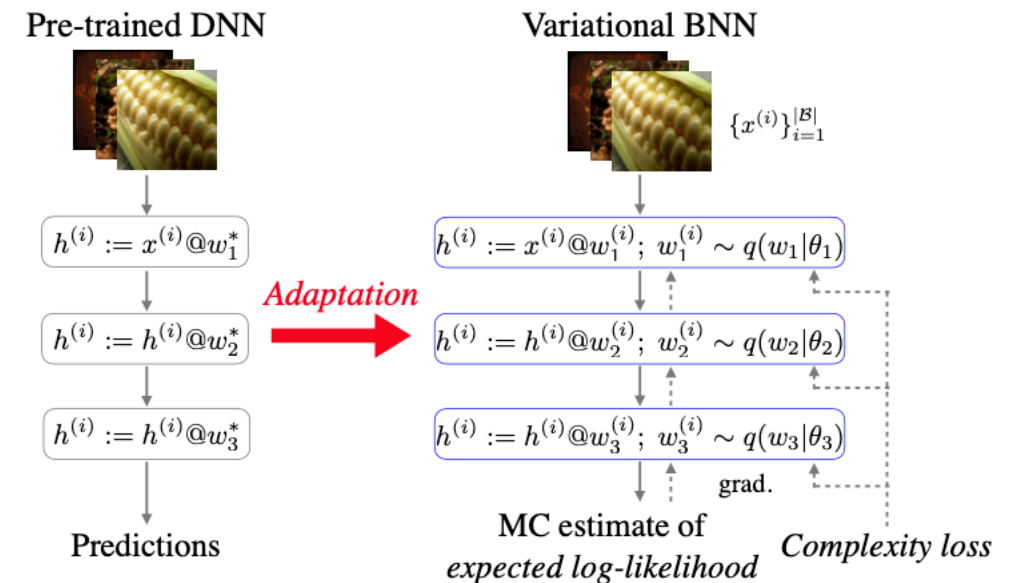 Pre-trained DNN
h^{(i)} := x^{(i)}@w_1^*
h^{(i)} := h^{(i)}@w_2^*
h^{(i)} := h^{(i)}@w_3^*
Predictions
Adaptation
Variational BNN
{x^{(i)}}_{i=1}^{|ℬ|}
h^{(i)} := x^{(i)}@w_1^{(i)}; w_1^{(i)} ∼ q(w_1|θ_1)
h^{(i)} := h^{(i)}@w_2^{(i)}; w_2^{(i)} ∼ q(w_2|θ_2)
h^{(i)} := h^{(i)}@w_3^{(i)}; w_3^{(i)} ∼ q(w_3|θ_3)
grad.
MC estimate of
expected log-likelihood
Complexity loss